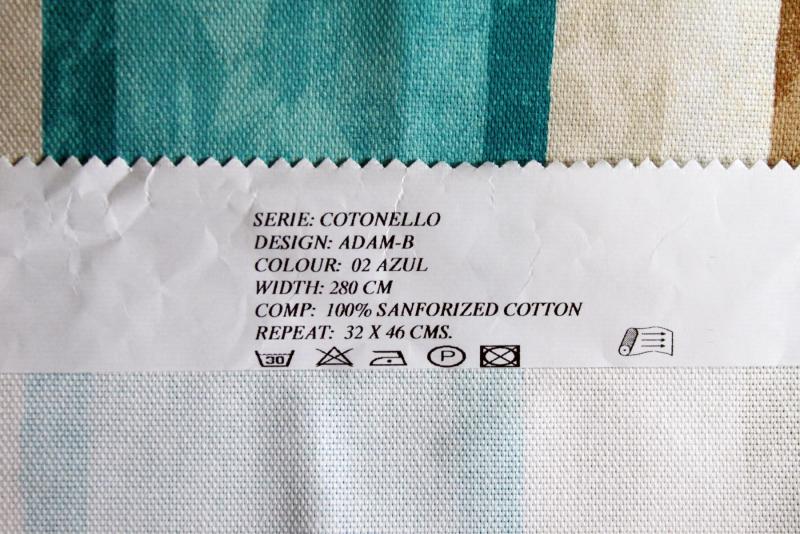 SERIE: COTONELLO
DESIGN: ADAM-B
COLOUR: 02 AZUL
WIDTH: 280 CM
COMP: 100% SANFORIZED COTTON
REPEAT: 32 X 46 CMS.
30 P